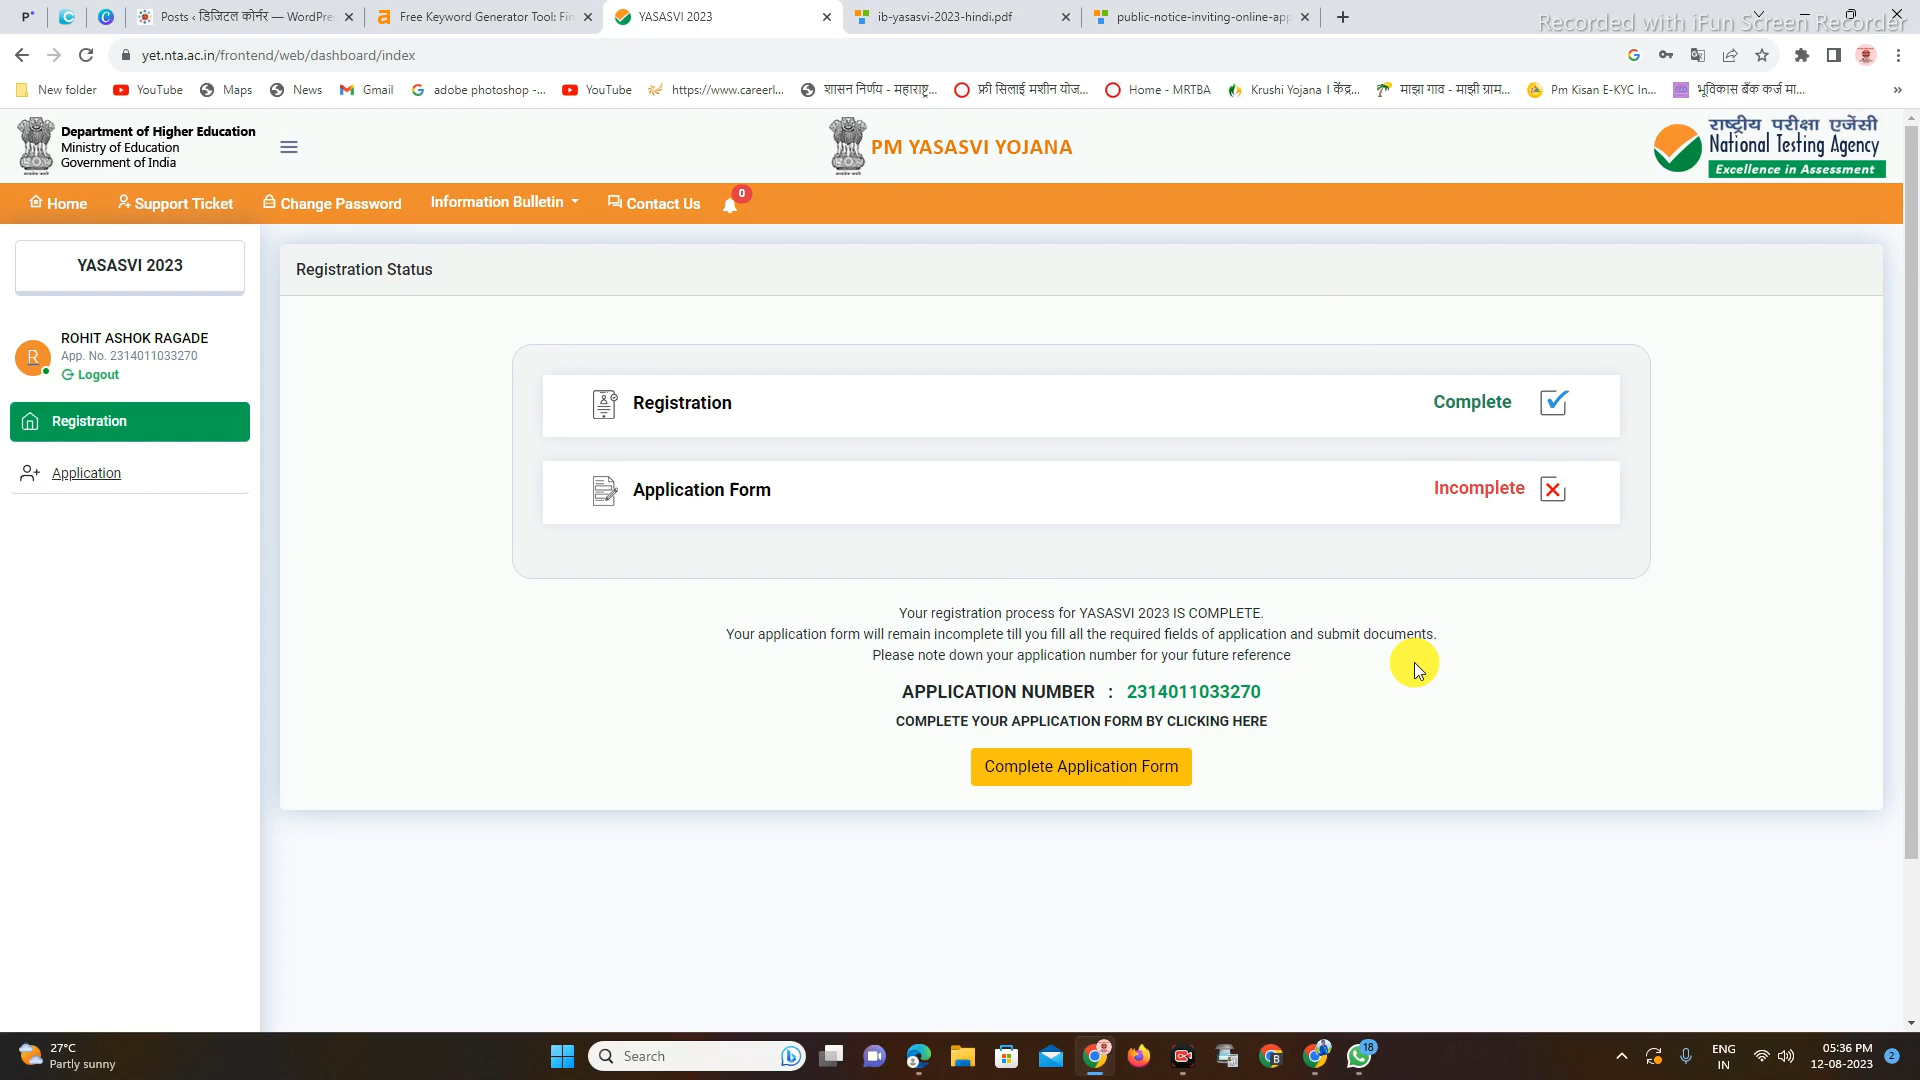 Posts ‹ डिजिटल कोर्नर — WordPre
Free Keyword Generator Tool: Fin
YASASVI 2023
ib-yasasvi-2023-hindi.pdf
public-notice-inviting-online-app
Recorded with iFun Screen Recorder
yet.nta.ac.in/frontend/web/dashboard/index
New folder
YouTube
Maps
News
Gmail
adobe photoshop -...
YouTube
https://www.careerl...
शासन निर्णय - महाराष्ट्र...
फ्री सिलाई मशीन योज...
Home - MRTBA
Krushi Yojana । केंद्र...
माझा गाव - माझी ग्राम...
Pm Kisan E-KYC In...
भूविकास बँक कर्ज मा...
»
Department of Higher Education
Ministry of Education
Government of India
PM YASASVI YOJANA
राष्ट्रीय परीक्षा एजेंसी
National Testing Agency
Excellence in Assessment
Home
Support Ticket
Change Password
Information Bulletin
Contact Us
0
YASASVI 2023
R
ROHIT ASHOK RAGADE
App. No. 2314011033270
Logout
Registration
Application
Registration Status
Registration
Complete
Application Form
Incomplete
Your registration process for YASASVI 2023 IS COMPLETE.
Your application form will remain incomplete till you fill all the required fields of application and submit documents.
Please note down your application number for your future reference
APPLICATION NUMBER : 2314011033270
COMPLETE YOUR APPLICATION FORM BY CLICKING HERE
Complete Application Form
27°C
Partly sunny
Search
18
ENG
IN
05:36 PM
12-08-2023
2